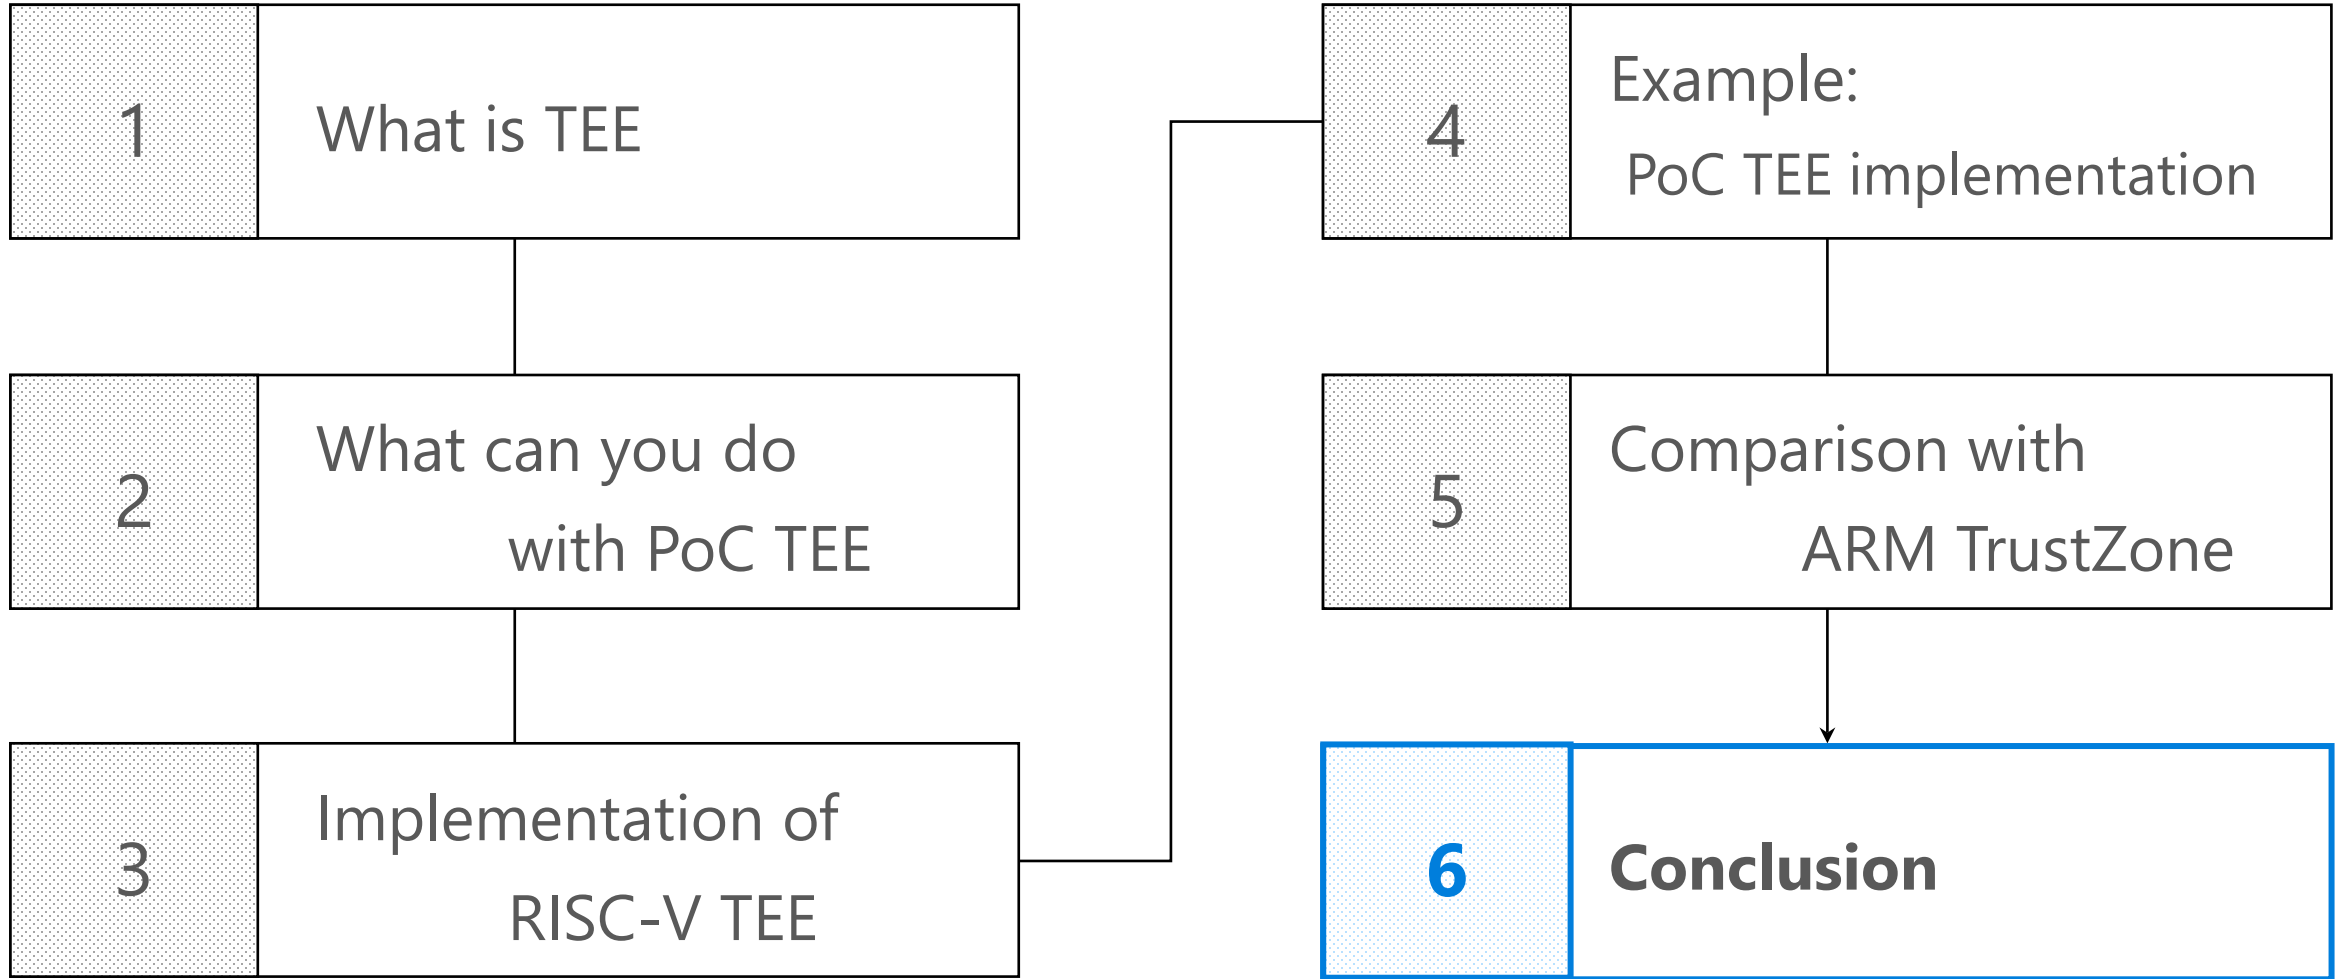 1
What is TEE
2
What can you do
with PoC TEE
3
Implementation of
RISC-V TEE
4
Example:
PoC TEE implementation
5
Comparison with
ARM TrustZone
6
Conclusion